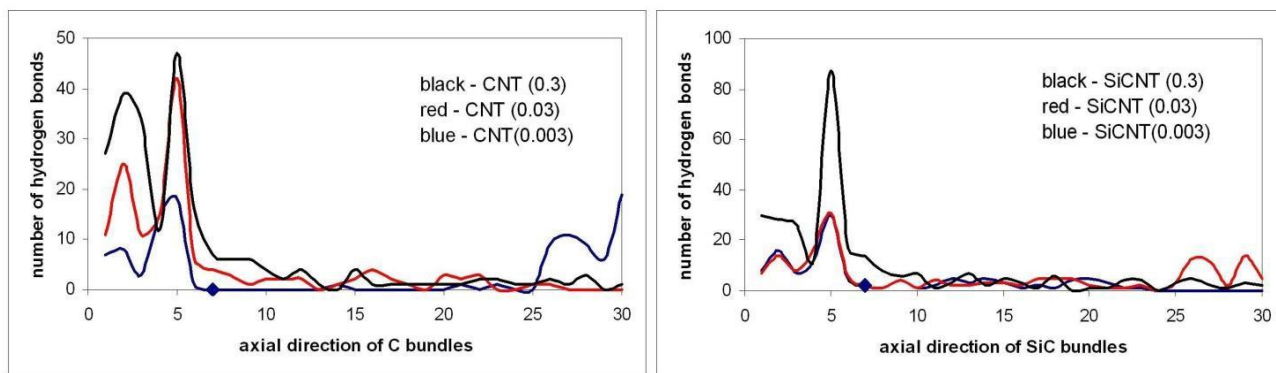 50
40
30
20
10
0
number of hydrogen bonds
black - CNT (0.3)
red - CNT (0.03)
blue - CNT(0.003)
0 5 10 15 20 25 30
axial direction of C bundles
100
80
60
40
20
0
number of hydrogen bonds
black - SiCNT (0.3)
red - SiCNT (0.03)
blue - SiCNT(0.003)
0 5 10 15 20 25 30
axial direction of SiC bundles